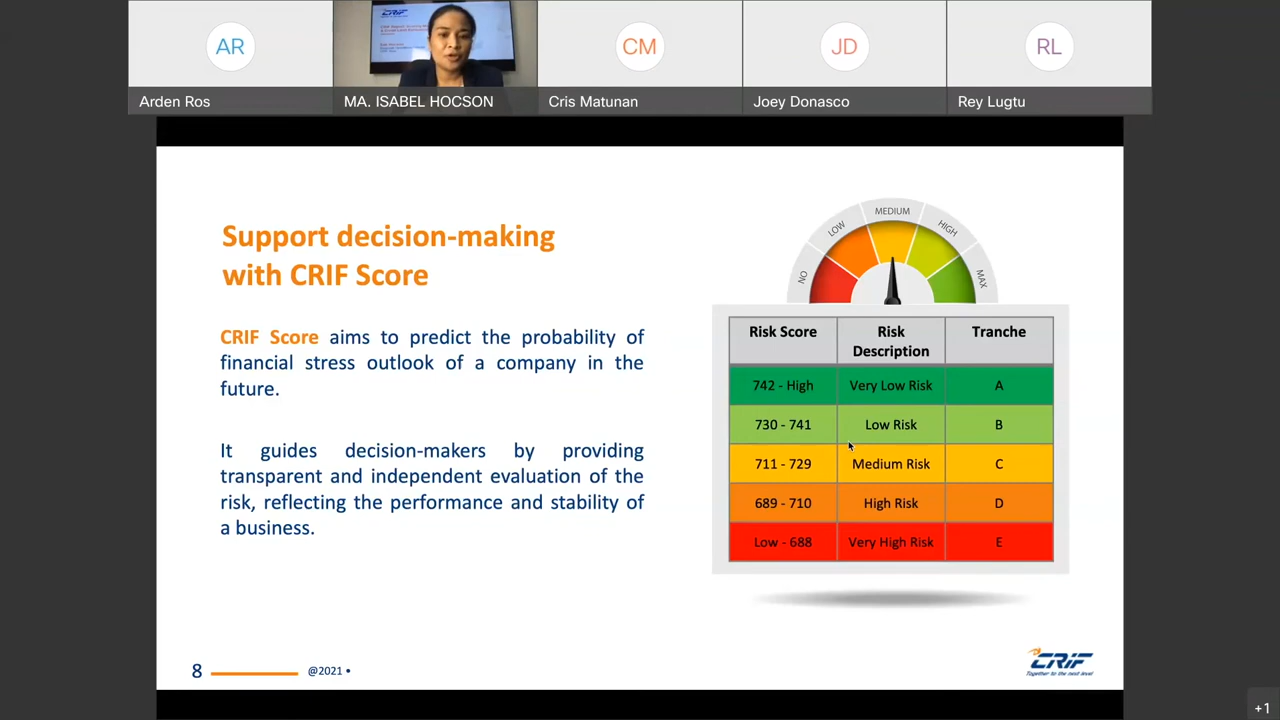 AR
CRIF
CM
JD
RL
Arden Ros
MA. ISABEL HOCSON
Cris Matunan
Joey Donasco
Rey Lugtu
Support decision-making
with CRIF Score
CRIF Score aims to predict the probability of
financial stress outlook of a company in the
future.
It guides decision-makers by providing
transparent and independent evaluation of the
risk, reflecting the performance and stability of
a business.
NO
LOW
MEDIUM
HIGH
MAX
Risk Score Risk Description Tranche
742 - High Very Low Risk A
730 - 741 Low Risk B
711 - 729 Medium Risk C
689 - 710 High Risk D
Low - 688 Very High Risk E
8
@2021 •
CRIF
Together to the next level
+1